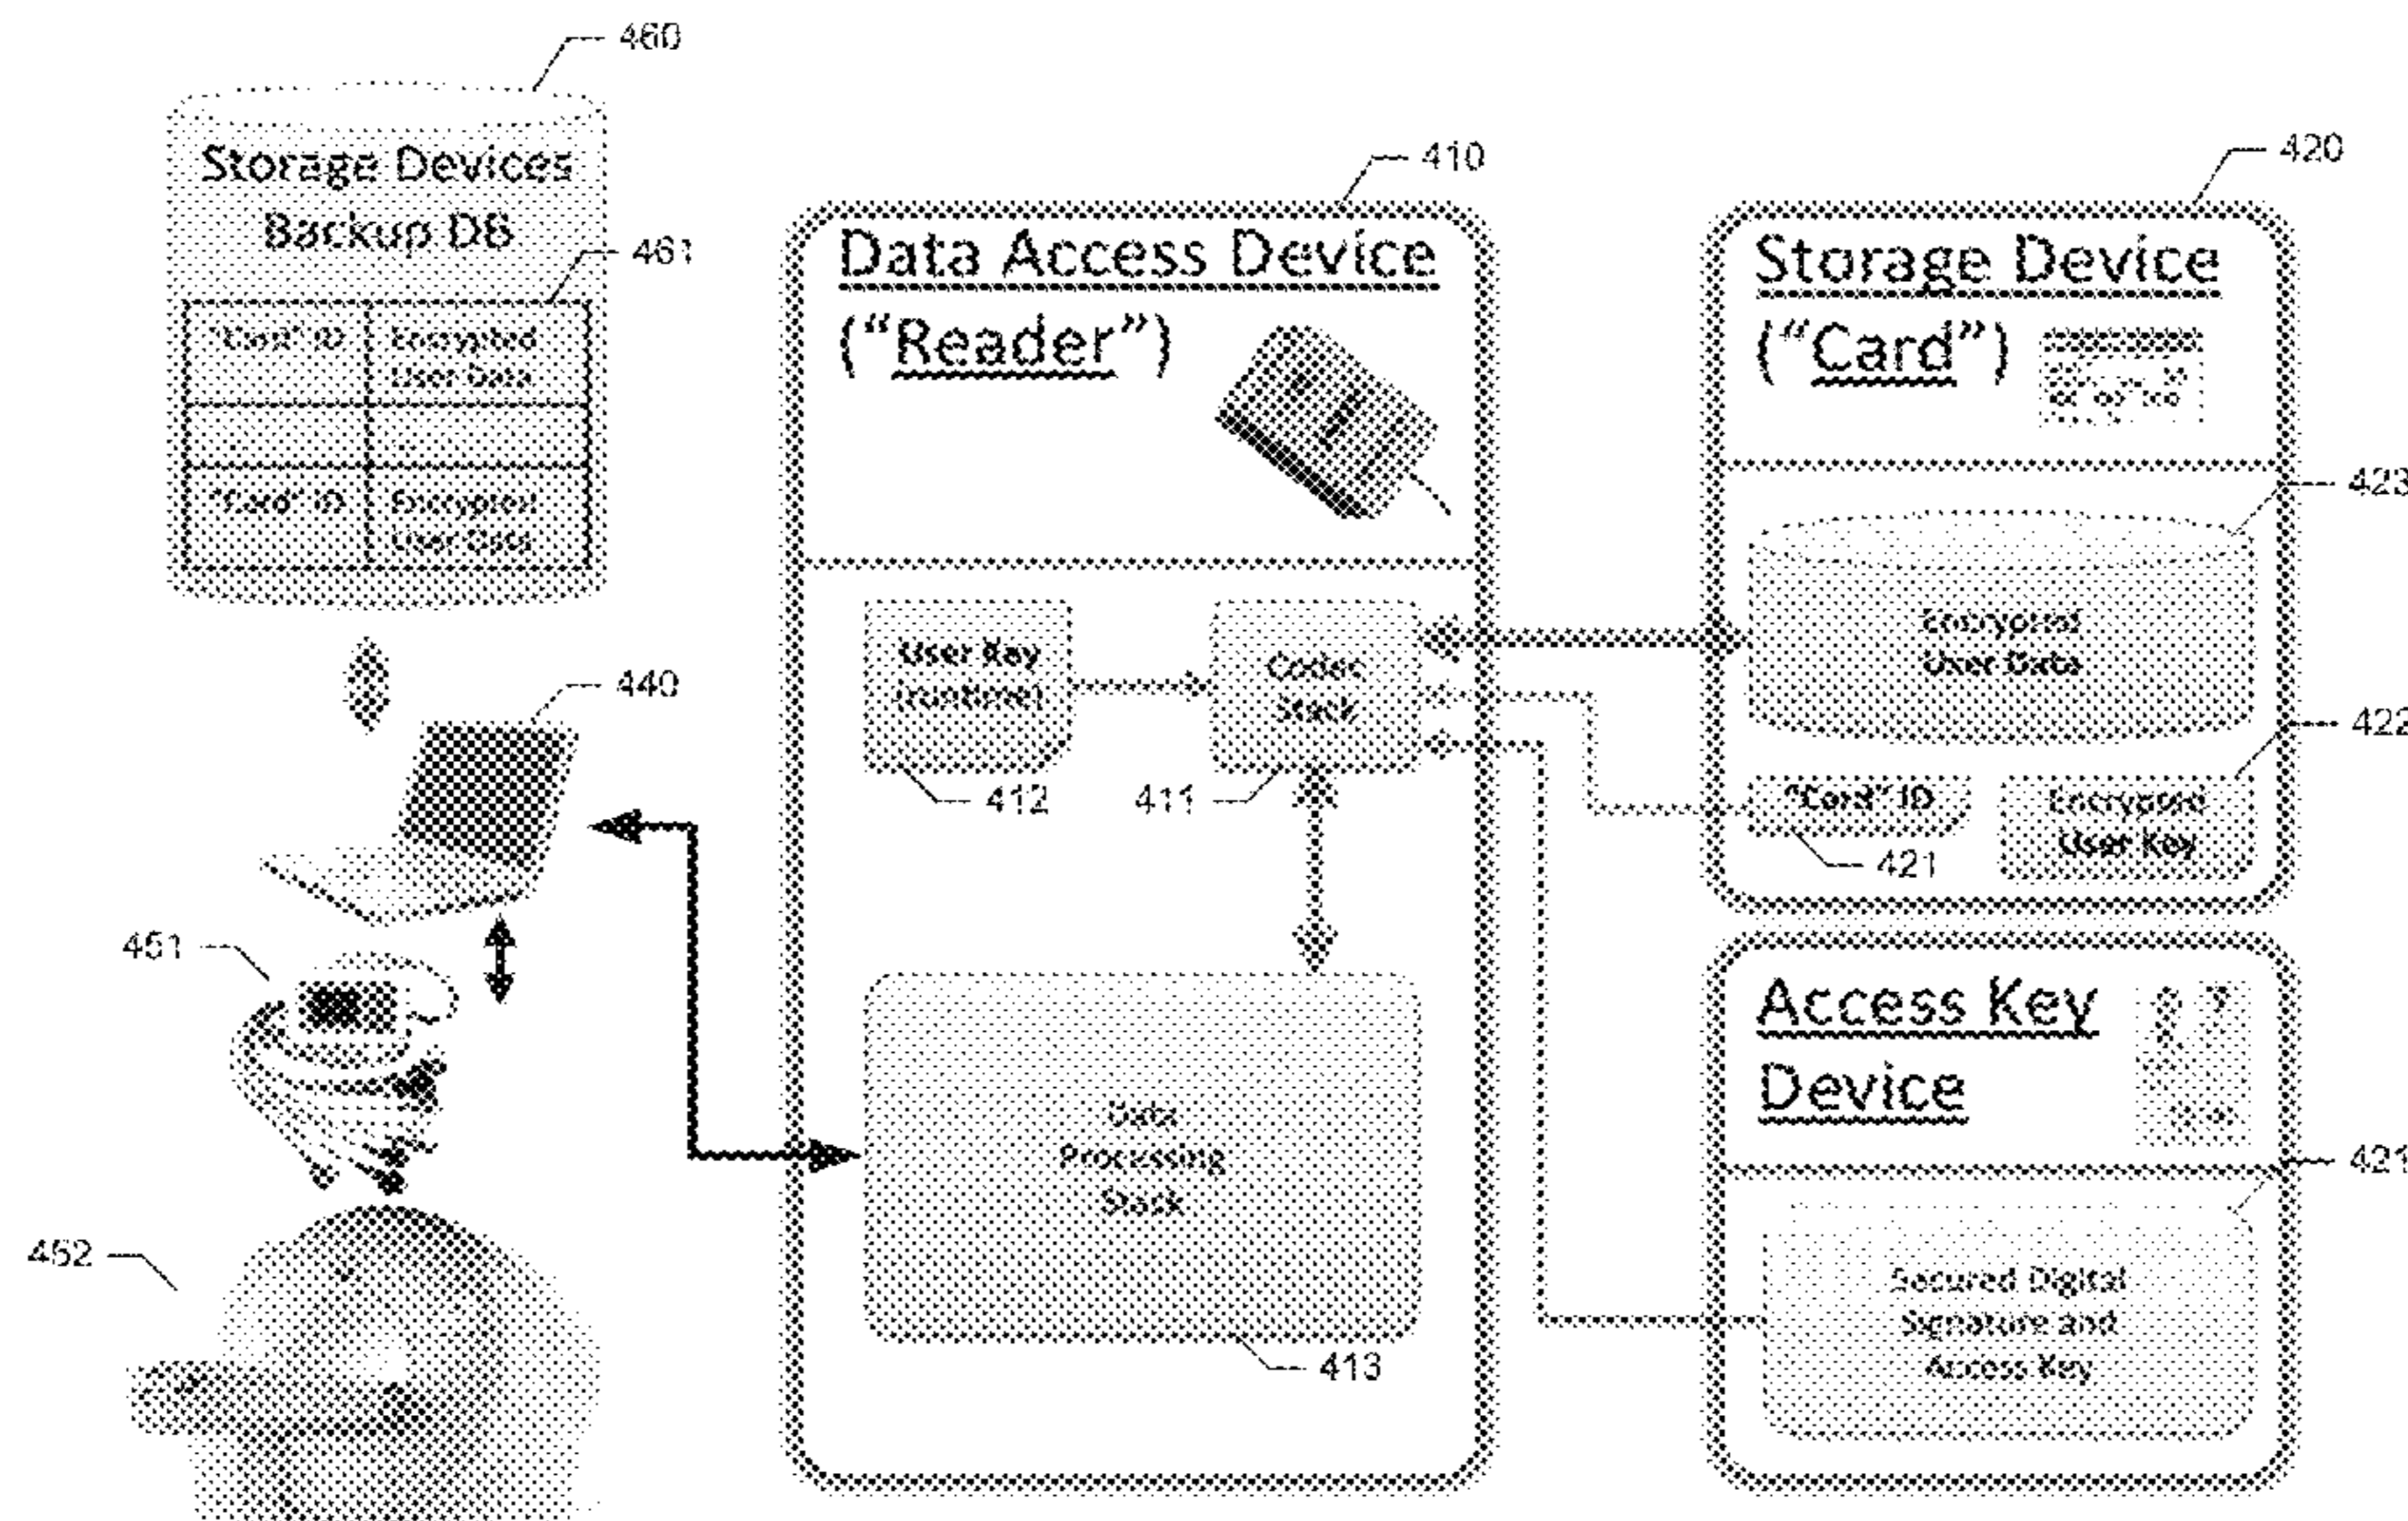 460
Storage Devices
Backup DB
461
"Card" ID
Encrypted
User Data
...
...
"Card" ID
Encrypted
User Data
440
451
452
410
Data Access Device
("Reader")
User Key
(runtime)
Codec
Stack
412
411
Data
Processing
Stack
413
420
Storage Device
("Card")
423
Encrypted
User Data
422
"Card" ID
Encrypted
User Key
421
Access Key
Device
421
Secured Digital
Signature and
Access Key